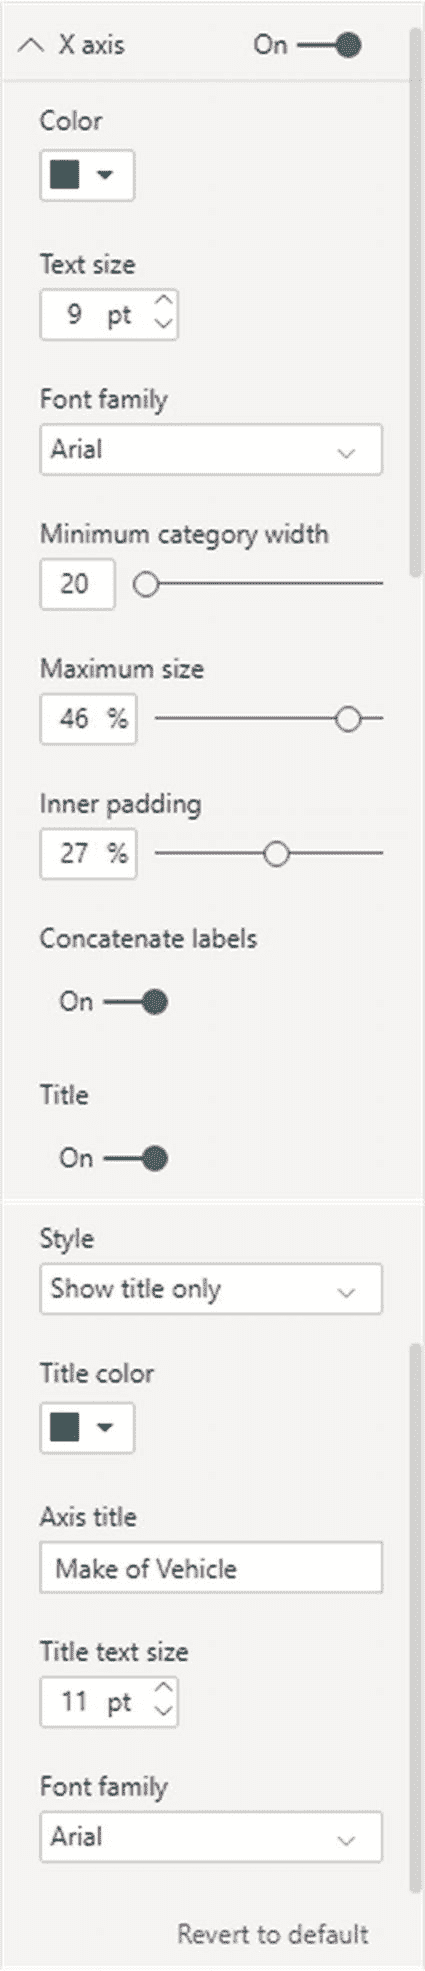 X axis On
Color
Text size
9 pt
Font family
Arial
Minimum category width
20
Maximum size
46 %
Inner padding
27 %
Concatenate labels
On
Title
On
Style
Show title only
Title color
Axis title
Make of Vehicle
Title text size
11 pt
Font family
Arial
Revert to default